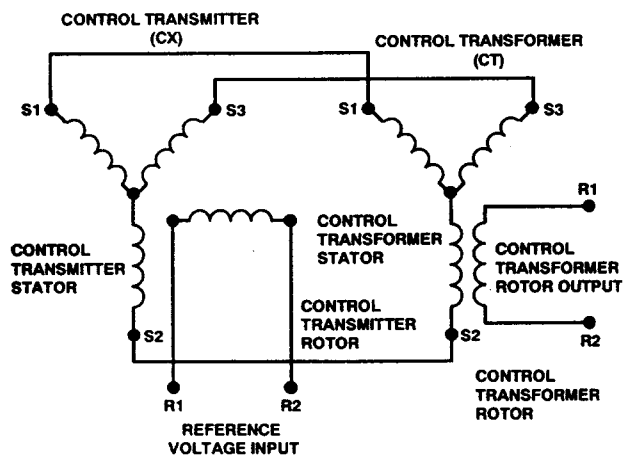 CONTROL TRANSMITTER
(CX)
CONTROL TRANSFORMER
(CT)
S1
S3
S1
S3
R1
CONTROL
TRANSMITTER
STATOR
CONTROL
TRANSFORMER
STATOR
CONTROL
TRANSFORMER
ROTOR OUTPUT
CONTROL
TRANSMITTER
ROTOR
S2
S2
R2
R1
R2
CONTROL
TRANSFORMER
ROTOR
REFERENCE
VOLTAGE INPUT